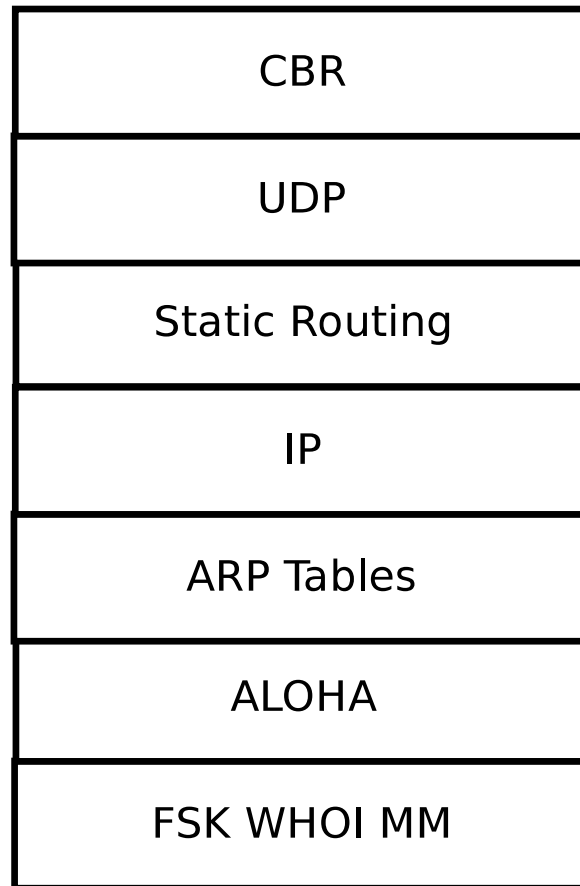 CBR
UDP
Static Routing
IP
ARP Tables
ALOHA
FSK WHOI MM